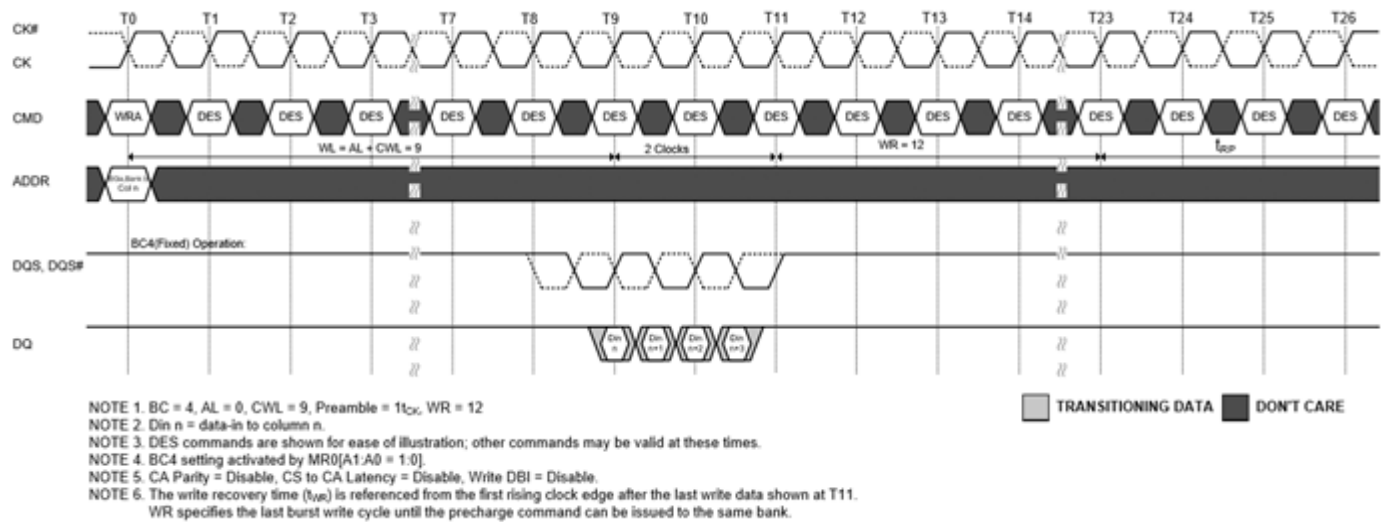 T0 T1 T2 T3 T7 T8 T9 T10 T11 T12 T13 T14 T23 T24 T25 T26
CK#
CK
CMD WRA DES DES DES DES DES DES DES DES DES DES DES DES DES DES DES
WL = AL + CWL = 9 2 Clocks WR = 12 tRP
ADDR
Col n
BC4(Fixed) Operation:
DQS, DQS#
DQ
Din Din Din Din
n n+1 n+2 n+3
NOTE 1. BC = 4, AL = 0, CWL = 9, Preamble = 1tCK, WR = 12
NOTE 2. Din n = data-in to column n.
NOTE 3. DES commands are shown for ease of illustration; other commands may be valid at these times.
NOTE 4. BC4 setting activated by MR0[A1:A0 = 1:0].
NOTE 5. CA Parity = Disable, CS to CA Latency = Disable, Write DBI = Disable.
NOTE 6. The write recovery time (tWR) is referenced from the first rising clock edge after the last write data shown at T11.
WR specifies the last burst write cycle until the precharge command can be issued to the same bank.
TRANSITIONING DATA DON'T CARE